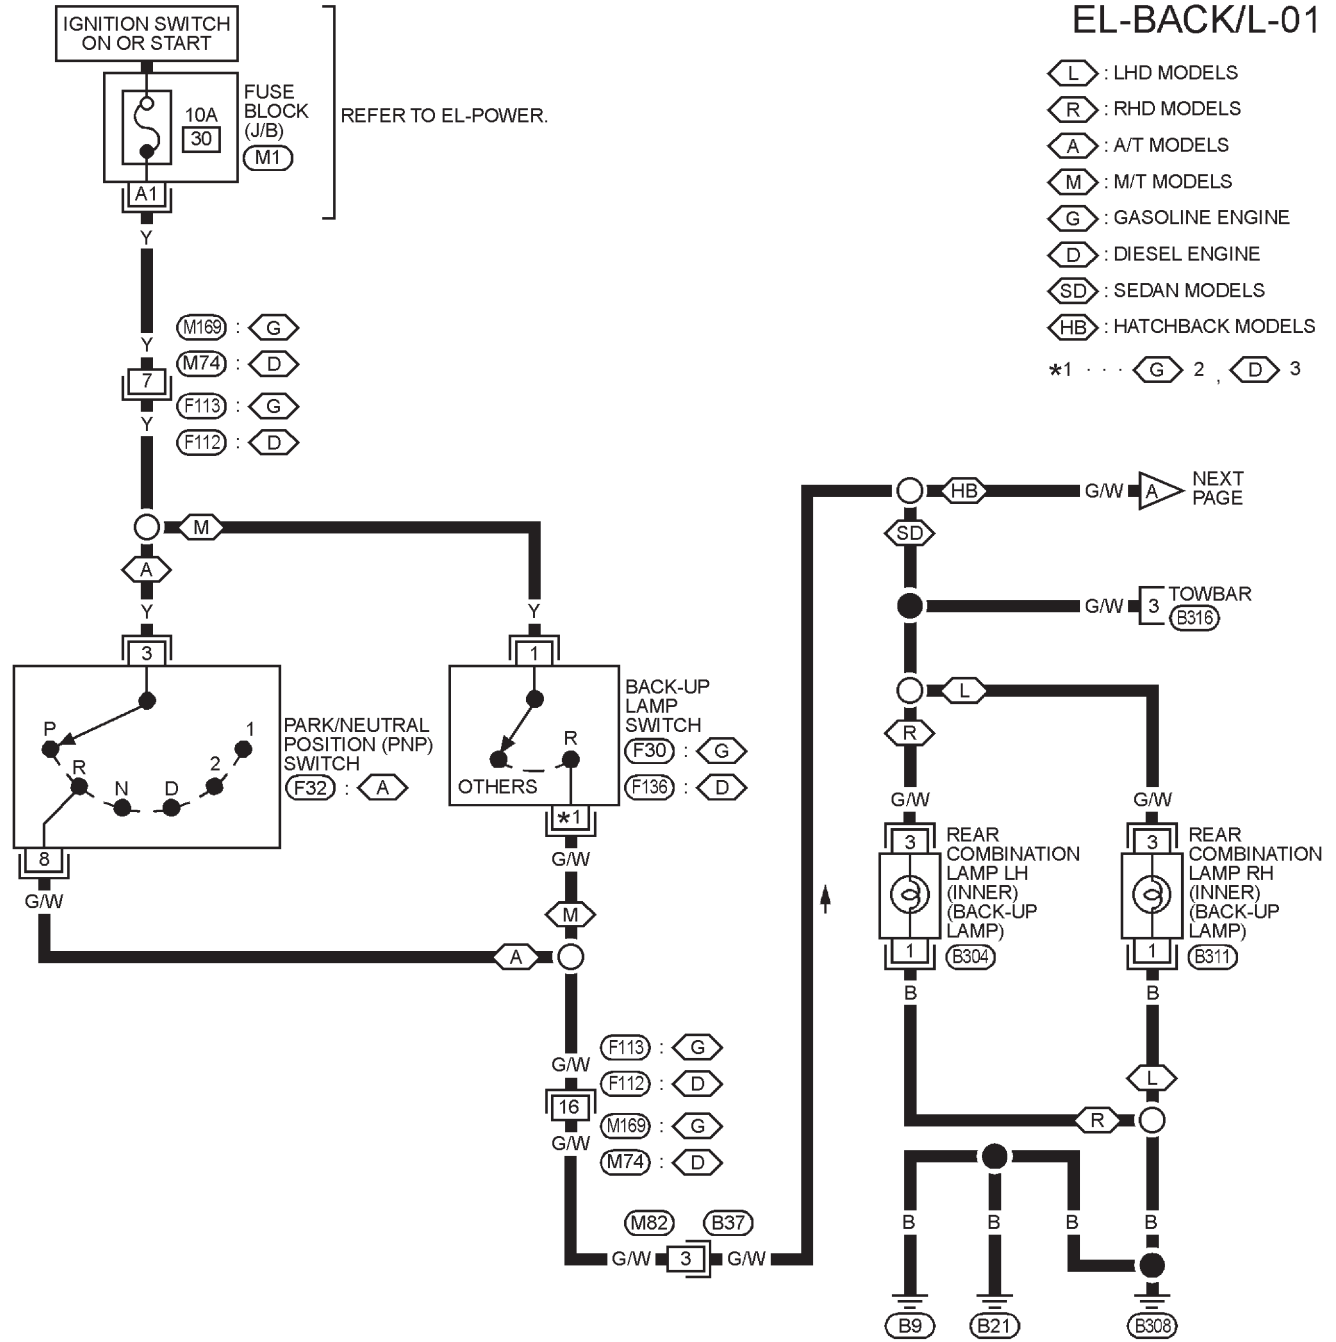 EL-BACK/L-01
IGNITION SWITCH
ON OR START
FUSE
BLOCK
(J/B)
M1
10A
30
A1
REFER TO EL-POWER.
L : LHD MODELS
R : RHD MODELS
A : A/T MODELS
M : M/T MODELS
G : GASOLINE ENGINE
D : DIESEL ENGINE
SD : SEDAN MODELS
HB : HATCHBACK MODELS
*1 · · · G 2 , D 3
Y
Y
7
Y
M169 : G
M74 : D
F113 : G
F112 : D
M
A
Y
3
P
R
N
D
2
1
PARK/NEUTRAL
POSITION (PNP)
SWITCH
F32 : A
8
G/W
A
Y
1
R
OTHERS
BACK-UP
LAMP
SWITCH
F30 : G
F136 : D
*1
G/W
M
G/W
16
G/W
F113 : G
F112 : D
M169 : G
M74 : D
M82
B37
G/W
3
G/W
HB
G/W
A
NEXT
PAGE
SD
G/W
3
TOWBAR
B316
L
R
G/W
G/W
3
REAR
COMBINATION
LAMP LH
(INNER)
(BACK-UP
LAMP)
1
B304
3
REAR
COMBINATION
LAMP RH
(INNER)
(BACK-UP
LAMP)
1
B311
B
B
L
R
B
B
B
B
B9
B21
B308